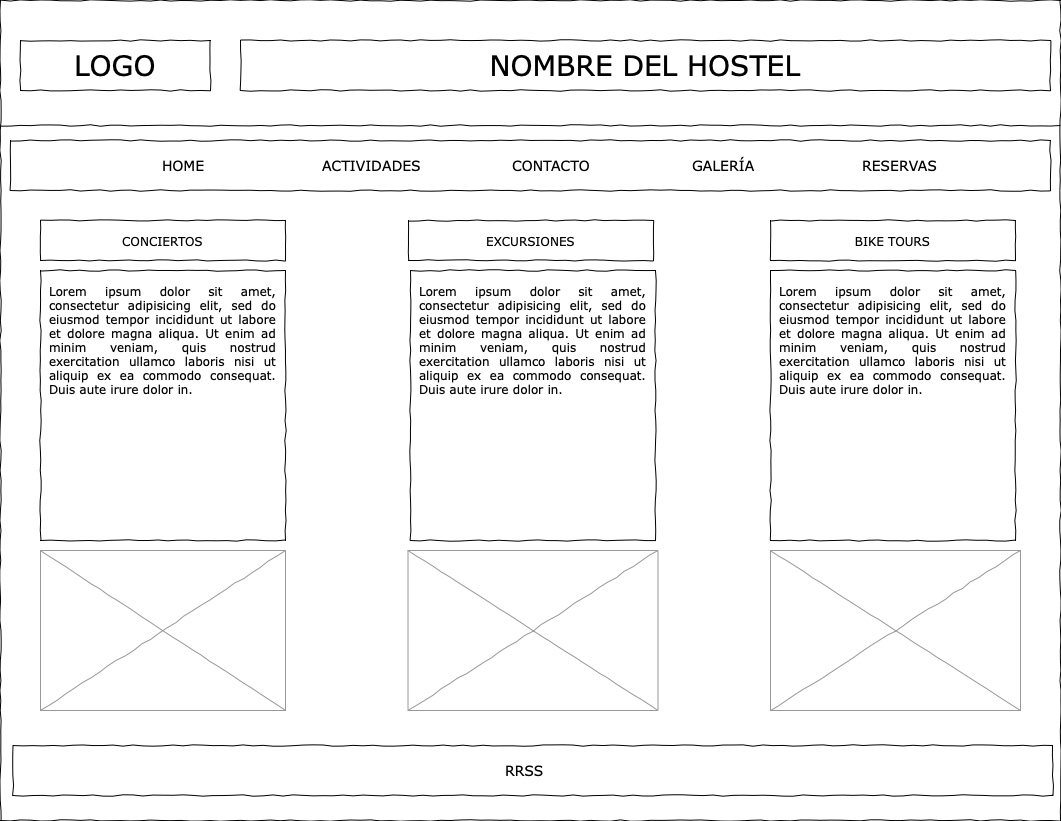 LOGO
NOMBRE DEL HOSTEL
HOME ACTIVIDADES CONTACTO GALERÍA RESERVAS
CONCIERTOS
Lorem ipsum dolor sit amet,
consectetur adipisicing elit, sed do
eiusmod tempor incididunt ut labore
et dolore magna aliqua. Ut enim ad
minim veniam, quis nostrud
exercitation ullamco laboris nisi ut
aliquip ex ea commodo consequat.
Duis aute irure dolor in.
EXCURSIONES
Lorem ipsum dolor sit amet,
consectetur adipisicing elit, sed do
eiusmod tempor incididunt ut labore
et dolore magna aliqua. Ut enim ad
minim veniam, quis nostrud
exercitation ullamco laboris nisi ut
aliquip ex ea commodo consequat.
Duis aute irure dolor in.
BIKE TOURS
Lorem ipsum dolor sit amet,
consectetur adipisicing elit, sed do
eiusmod tempor incididunt ut labore
et dolore magna aliqua. Ut enim ad
minim veniam, quis nostrud
exercitation ullamco laboris nisi ut
aliquip ex ea commodo consequat.
Duis aute irure dolor in.
RRSS